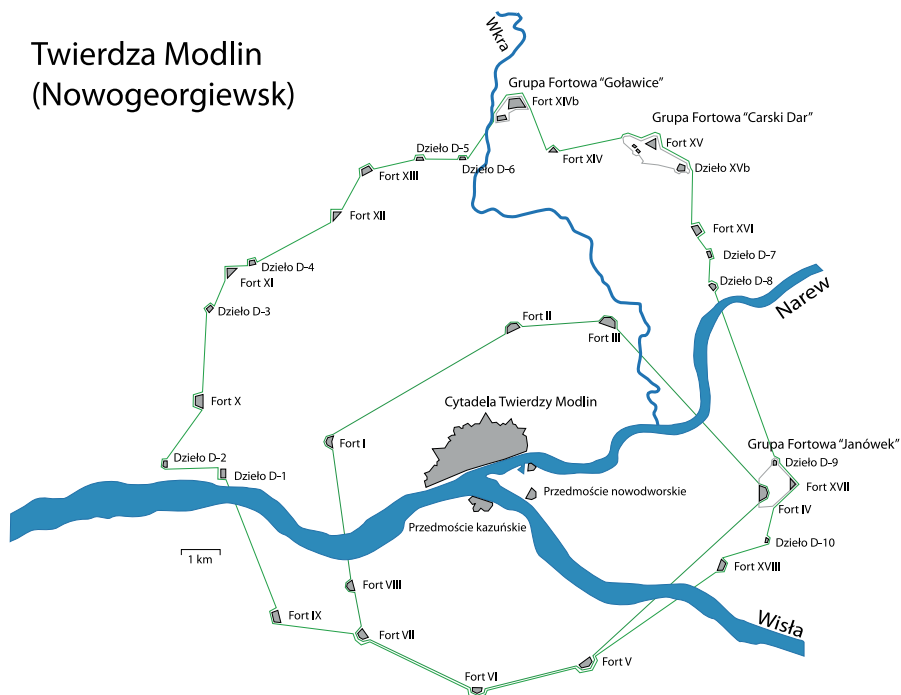 Twierdza Modlin
(Nowogeorgiewsk)
Wkra
Grupa Fortowa "Goławice"
Fort XIVb
Grupa Fortowa "Carski Dar"
Fort XV
Dzieło D-5
Fort XIV
Dzieło XVb
Dzieło D-6
Fort XIII
Fort XII
Fort XVI
Dzieło D-7
Dzieło D-4
Fort XI
Dzieło D-8
Narew
Dzieło D-3
Fort II
Fort III
Fort X
Cytadela Twierdzy Modlin
Fort I
Grupa Fortowa "Janówek"
Dzieło D-2
Dzieło D-9
Dzieło D-1
Fort XVII
Przedmoście nowodworskie
Fort IV
Przedmoście kazuńskie
Dzieło D-10
1 km
Fort XVIII
Fort VIII
Fort IX
Wisła
Fort VII
Fort V
Fort VI